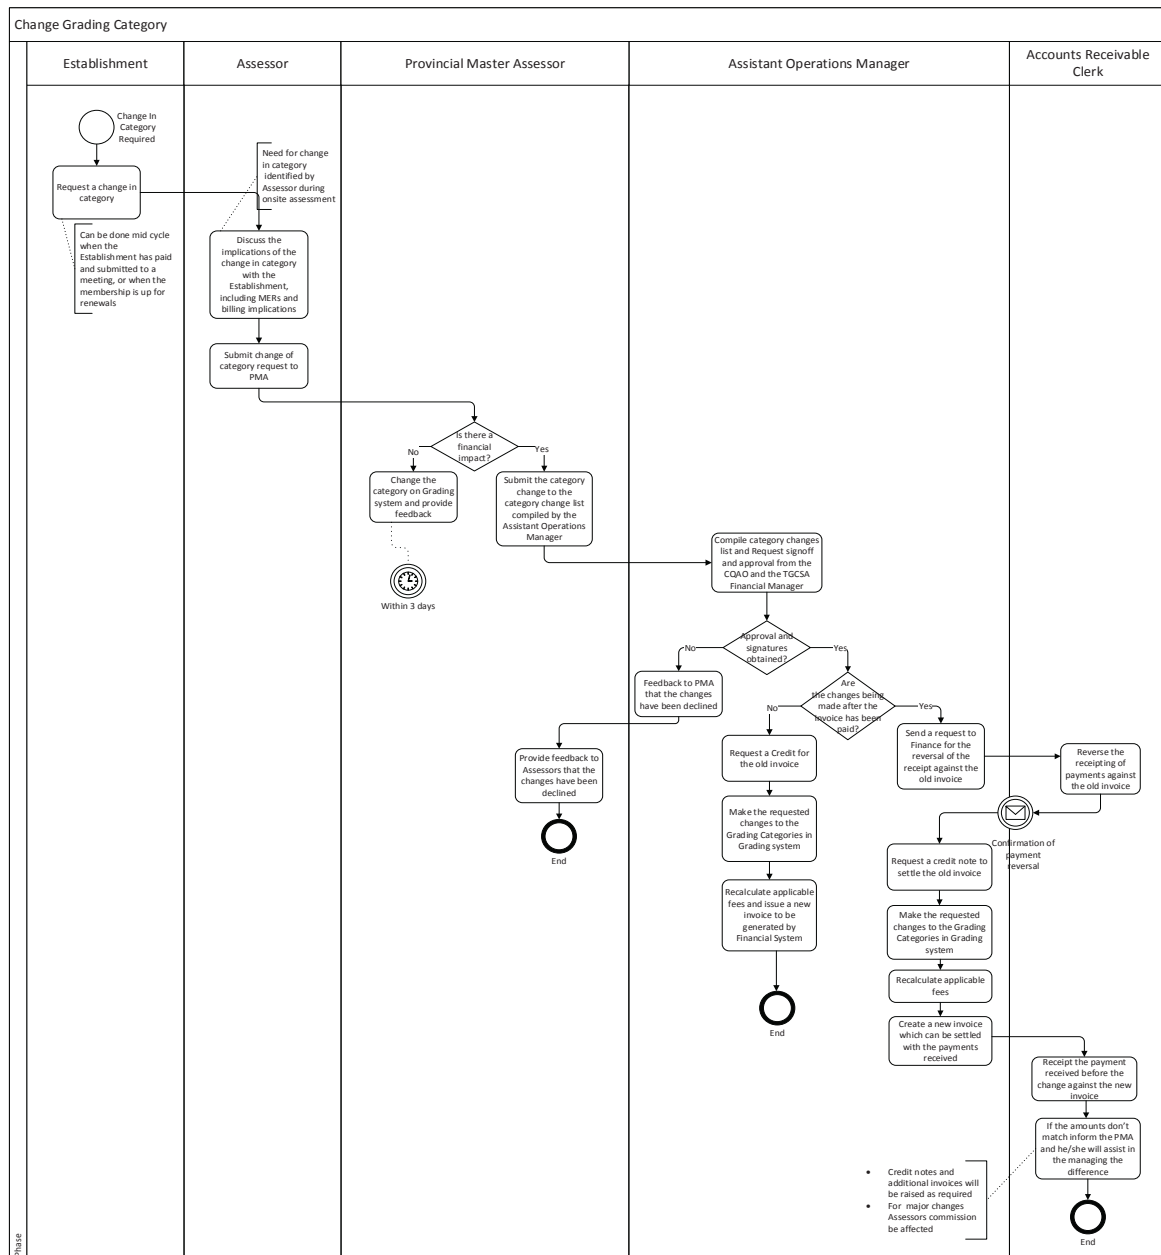 Change Grading Category
Establishment
Assessor
Provincial Master Assessor
Assistant Operations Manager
Accounts Receivable
Clerk
Change In
Category
Required
Request a change in
category
Can be done mid cycle
when the
Establishment has paid
and submitted to a
meeting, or when the
membership is up for
renewals
Need for change
in category
identified by
Assessor during
onsite assessment
Discuss the
implications of the
change in category
with the
Establishment,
including MERs and
billing implications
Submit change of
category request to
PMA
Is there a
financial
impact?
No
Yes
Change the
category on Grading
system and provide
feedback
Within 3 days
Submit the category
change to the
category change list
compiled by the
Assistant Operations
Manager
Compile category changes
list and Request signoff
and approval from the
CQAO and the TGCSA
Financial Manager
Approval and
signatures
obtained?
No
Yes
Feedback to PMA
that the changes
have been declined
Provide feedback to
Assessors that the
changes have been
declined
End
Are
the changes being
made after the
invoice has been
paid?
No
Yes
Request a Credit for
the old invoice
Make the requested
changes to the
Grading Categories in
Grading system
Recalculate applicable
fees and issue a new
invoice to be
generated by
Financial System
End
Send a request to
Finance for the
reversal of the
receipt against the
old invoice
Reverse the
receipting of
payments against
the old invoice
Confirmation of
payment
reversal
Request a credit note to
settle the old invoice
Make the requested
changes to the Grading
Categories in Grading
system
Recalculate applicable
fees
Create a new invoice
which can be settled
with the payments
received
Receipt the payment
received before the
change against the new
invoice
If the amounts don't
match inform the PMA
and he/she will assist in
the managing the
difference
• Credit notes and
additional invoices will
be raised as required
• For major changes
Assessors commission
be affected
End
Phase